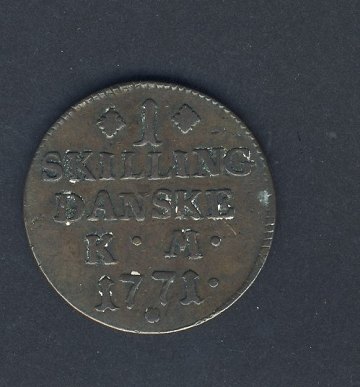 1
SKILLING
DANSKE
K · M ·
1771 ·